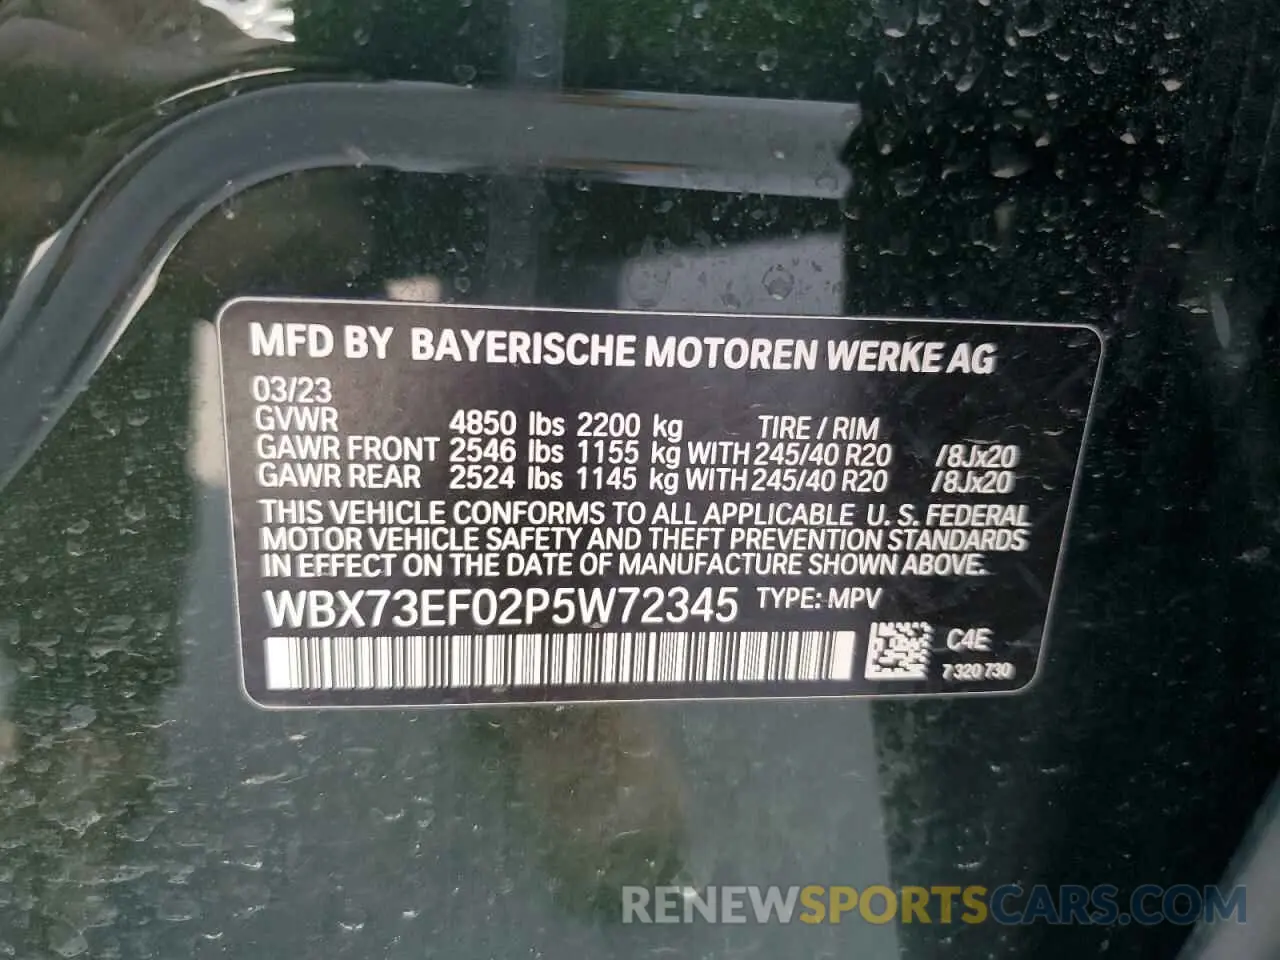 MFD BY BAYERISCHE MOTOREN WERKE AG
03/23
GVWR 4850 lbs 2200 kg TIRE / RIM
GAWR FRONT 2546 lbs 1155 kg WITH 245/40 R20 /8Jx20
GAWR REAR 2524 lbs 1145 kg WITH 245/40 R20 /8Jx20
THIS VEHICLE CONFORMS TO ALL APPLICABLE U.S. FEDERAL
MOTOR VEHICLE SAFETY AND THEFT PREVENTION STANDARDS
IN EFFECT ON THE DATE OF MANUFACTURE SHOWN ABOVE.
WBX73EF02P5W72345 TYPE: MPV
C4E
7 320 730
RENEWSPORTSCARS.COM